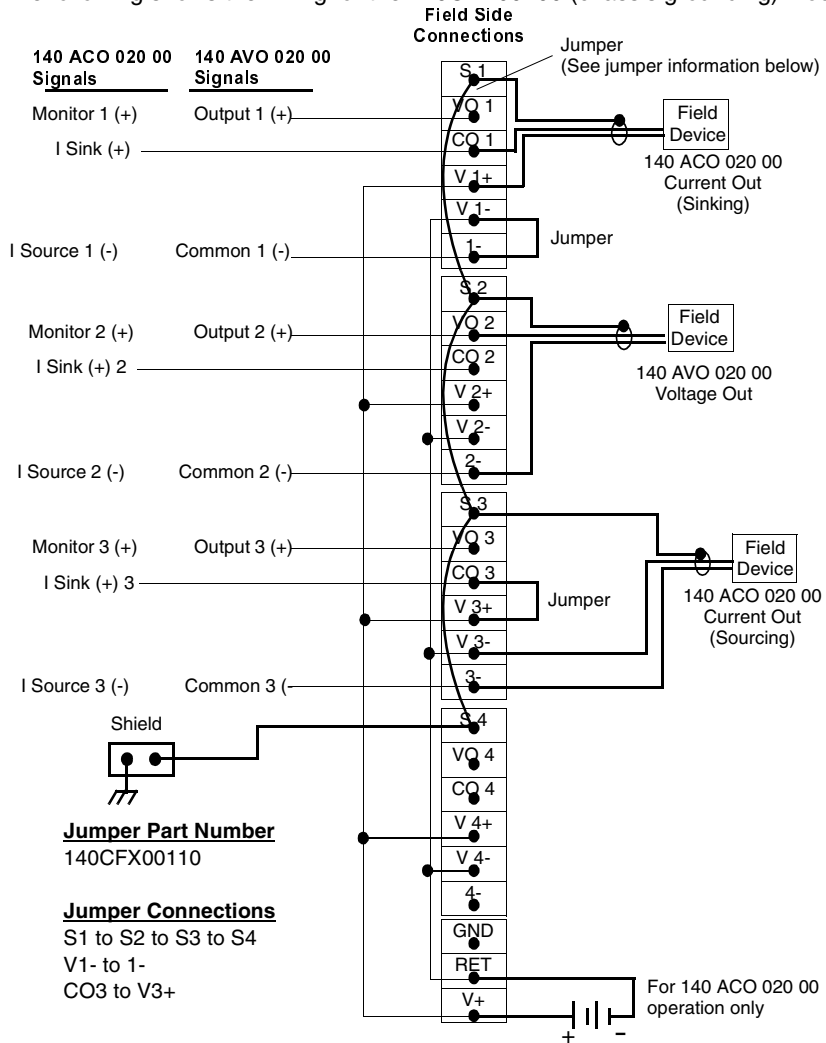 Field Side
Connections
140 ACO 020 00
Signals
140 AVO 020 00
Signals
Jumper
(See jumper information below)
S 1
Monitor 1 (+)
Output 1 (+)
VO 1
I Sink (+)
CO 1
V 1+
V 1-
Jumper
I Source 1 (-)
Common 1 (-)
1-
Field
Device
140 ACO 020 00
Current Out
(Sinking)
S 2
Monitor 2 (+)
Output 2 (+)
VO 2
I Sink (+) 2
CO 2
V 2+
V 2-
I Source 2 (-)
Common 2 (-)
2-
Field
Device
140 AVO 020 00
Voltage Out
S 3
Monitor 3 (+)
Output 3 (+)
VO 3
I Sink (+) 3
CO 3
V 3+
Jumper
V 3-
I Source 3 (-)
Common 3 (-
3-
Field
Device
140 ACO 020 00
Current Out
(Sourcing)
Shield
S 4
VO 4
CO 4
V 4+
V 4-
4-
GND
RET
V+
Jumper Part Number
140CFX00110
Jumper Connections
S1 to S2 to S3 to S4
V1- to 1-
CO3 to V3+
For 140 ACO 020 00
operation only
+
–